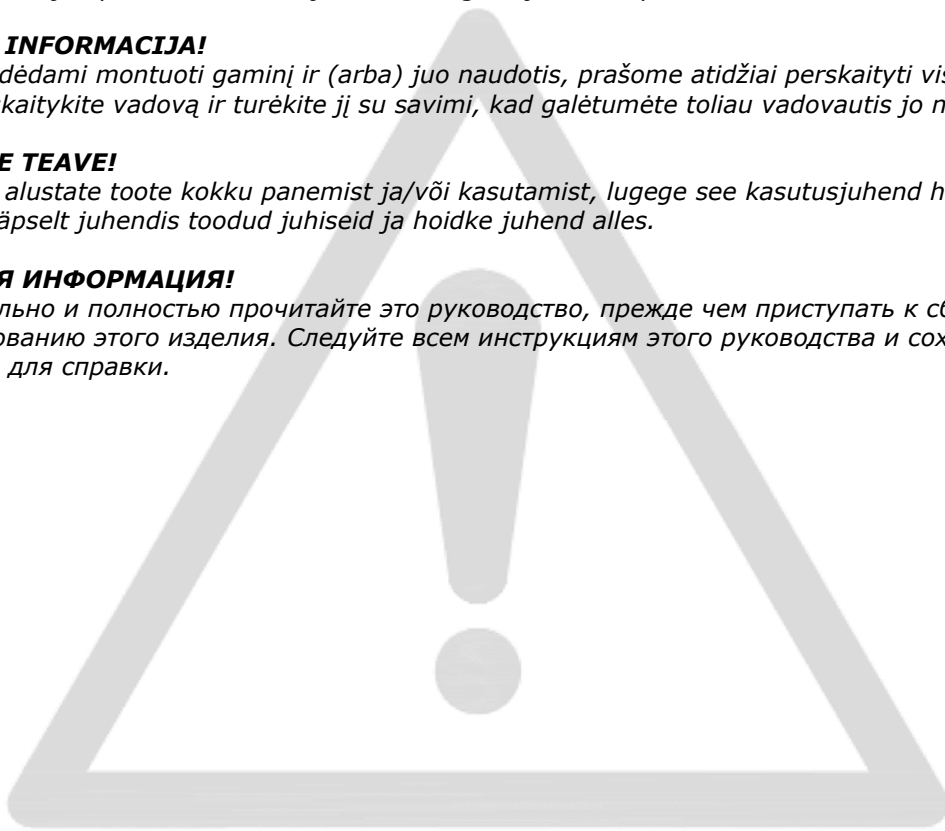 INFORMACIJA!
dėdami montuoti gaminį ir (arba) juo naudotis, prašome atidžiai perskaityti
kaitykite vadovą ir turėkite jį su savimi, kad galėtumėte toliau vadovautis jo
E TEAVE!
alustate toote kokku panemist ja/või kasutamist, lugege see kasutusjuhend
äpselt juhendis toodud juhiseid ja hoidke juhend alles.
Я ИНФОРМАЦИЯ!
льно и полностью прочитайте это руководство, прежде чем приступать к
ованию этого изделия. Следуйте всем инструкциям этого руководства и
для справки.